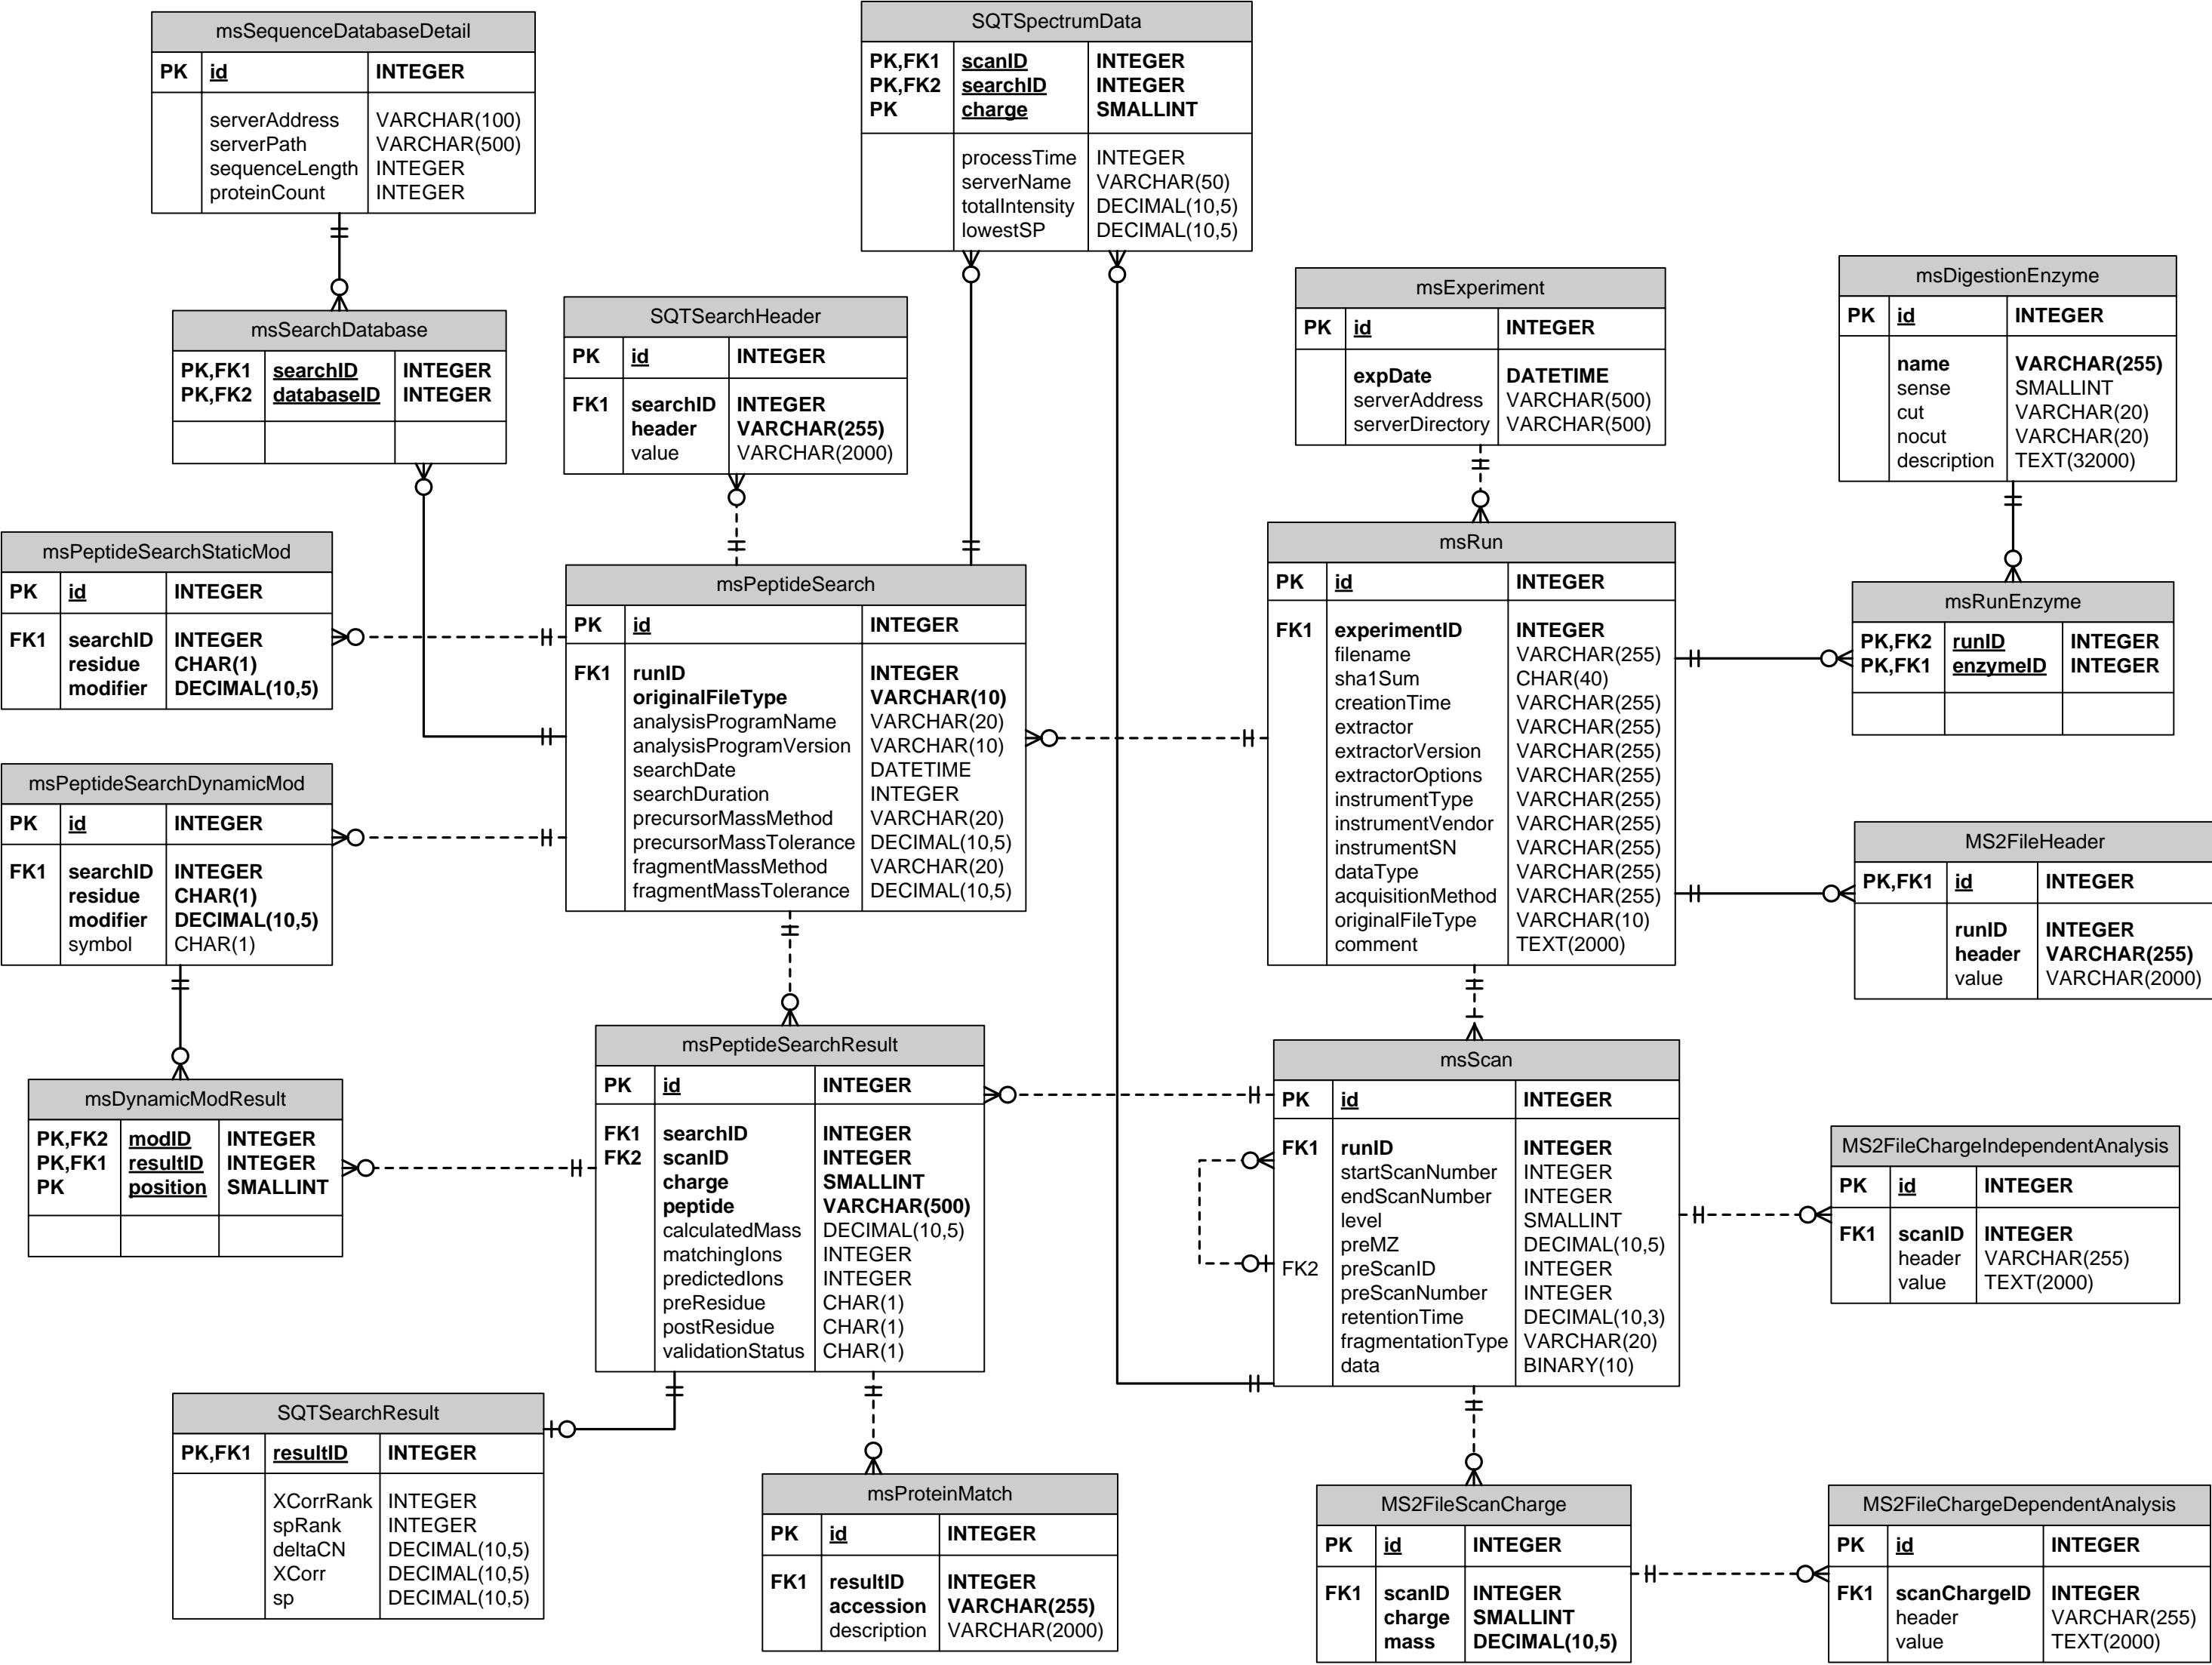 msSequenceDatabaseDetail
PK id INTEGER
serverAddress VARCHAR(100)
serverPath VARCHAR(500)
sequenceLength INTEGER
proteinCount INTEGER
SQTSpectrumData
PK,FK1 scanID INTEGER
PK,FK2 searchID INTEGER
PK charge SMALLINT
processTime INTEGER
serverName VARCHAR(50)
totalIntensity DECIMAL(10,5)
lowestSP DECIMAL(10,5)
msSearchDatabase
PK,FK1 searchID INTEGER
PK,FK2 databaseID INTEGER
SQTSearchHeader
PK id INTEGER
FK1 searchID INTEGER
header VARCHAR(255)
value VARCHAR(2000)
msExperiment
PK id INTEGER
expDate DATETIME
serverAddress VARCHAR(500)
serverDirectory VARCHAR(500)
msDigestionEnzyme
PK id INTEGER
name VARCHAR(255)
sense SMALLINT
cut VARCHAR(20)
nocut VARCHAR(20)
description TEXT(32000)
msPeptideSearchStaticMod
PK id INTEGER
FK1 searchID INTEGER
residue CHAR(1)
modifier DECIMAL(10,5)
msPeptideSearch
PK id INTEGER
FK1 runID INTEGER
originalFileType VARCHAR(10)
analysisProgramName VARCHAR(20)
analysisProgramVersion VARCHAR(10)
searchDate DATETIME
searchDuration INTEGER
precursorMassMethod VARCHAR(20)
precursorMassTolerance DECIMAL(10,5)
fragmentMassMethod VARCHAR(20)
fragmentMassTolerance DECIMAL(10,5)
msRun
PK id INTEGER
FK1 experimentID INTEGER
filename VARCHAR(255)
sha1Sum CHAR(40)
creationTime VARCHAR(255)
extractor VARCHAR(255)
extractorVersion VARCHAR(255)
extractorOptions VARCHAR(255)
instrumentType VARCHAR(255)
instrumentVendor VARCHAR(255)
instrumentSN VARCHAR(255)
dataType VARCHAR(255)
acquisitionMethod VARCHAR(255)
originalFileType VARCHAR(10)
comment TEXT(2000)
msRunEnzyme
PK,FK2 runID INTEGER
PK,FK1 enzymeID INTEGER
msPeptideSearchDynamicMod
PK id INTEGER
FK1 searchID INTEGER
residue CHAR(1)
modifier DECIMAL(10,5)
symbol CHAR(1)
MS2FileHeader
PK,FK1 id INTEGER
runID INTEGER
header VARCHAR(255)
value VARCHAR(2000)
msDynamicModResult
PK,FK2 modID INTEGER
PK,FK1 resultID INTEGER
PK position SMALLINT
msPeptideSearchResult
PK id INTEGER
FK1 searchID INTEGER
FK2 scanID INTEGER
charge SMALLINT
peptide VARCHAR(500)
calculatedMass DECIMAL(10,5)
matchingIons INTEGER
predictedIons INTEGER
preResidue CHAR(1)
postResidue CHAR(1)
validationStatus CHAR(1)
msScan
PK id INTEGER
FK1 runID INTEGER
startScanNumber INTEGER
endScanNumber INTEGER
level SMALLINT
preMZ DECIMAL(10,5)
FK2 preScanID INTEGER
preScanNumber INTEGER
retentionTime DECIMAL(10,3)
fragmentationType VARCHAR(20)
data BINARY(10)
MS2FileChargeIndependentAnalysis
PK id INTEGER
FK1 scanID INTEGER
header VARCHAR(255)
value TEXT(2000)
SQTSearchResult
PK,FK1 resultID INTEGER
XCorrRank INTEGER
spRank INTEGER
deltaCN DECIMAL(10,5)
XCorr DECIMAL(10,5)
sp DECIMAL(10,5)
msProteinMatch
PK id INTEGER
FK1 resultID INTEGER
accession VARCHAR(255)
description VARCHAR(2000)
MS2FileScanCharge
PK id INTEGER
FK1 scanID INTEGER
charge SMALLINT
mass DECIMAL(10,5)
MS2FileChargeDependentAnalysis
PK id INTEGER
FK1 scanChargeID INTEGER
header VARCHAR(255)
value TEXT(2000)